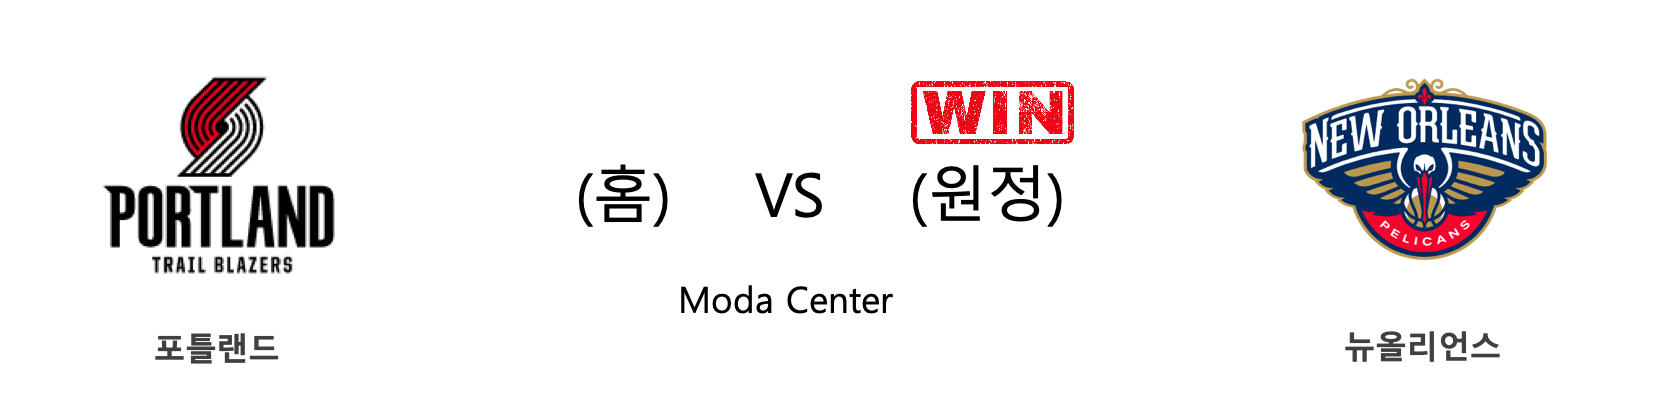 WIN
PORTLAND
TRAIL BLAZERS
(홈) VS (원정)
NEW ORLEANS
PELICANS
Moda Center
포틀랜드
뉴올리언스